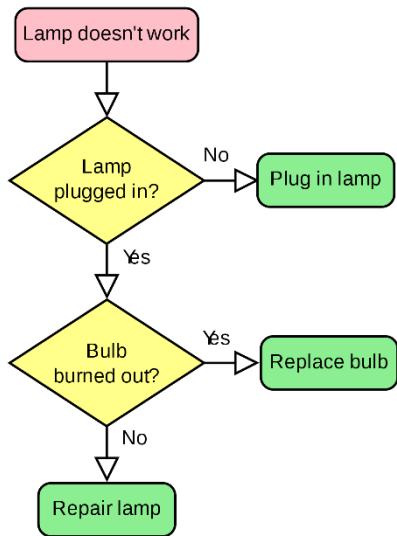 Lamp doesn't work
Lamp
plugged in?
No
Plug in lamp
Yes
Bulb
burned out?
Yes
Replace bulb
No
Repair lamp